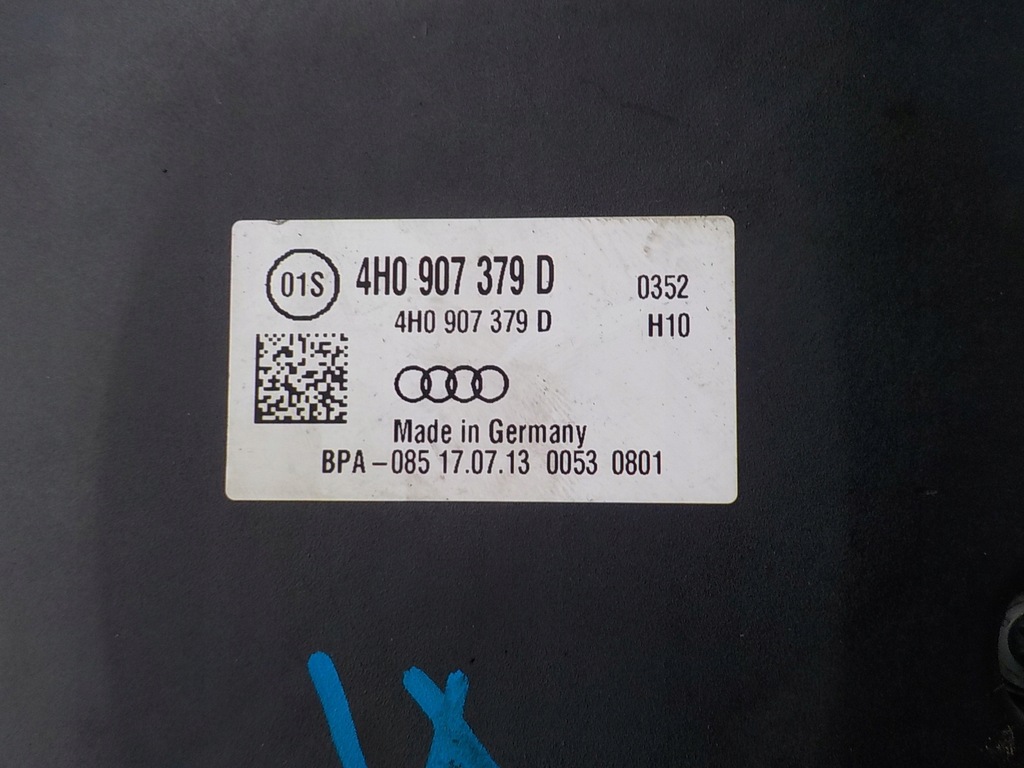 01S 4H0 907 379 D 0352
4H0 907 379 D H10
Made in Germany
BPA-085 17.07.13 0053 0801